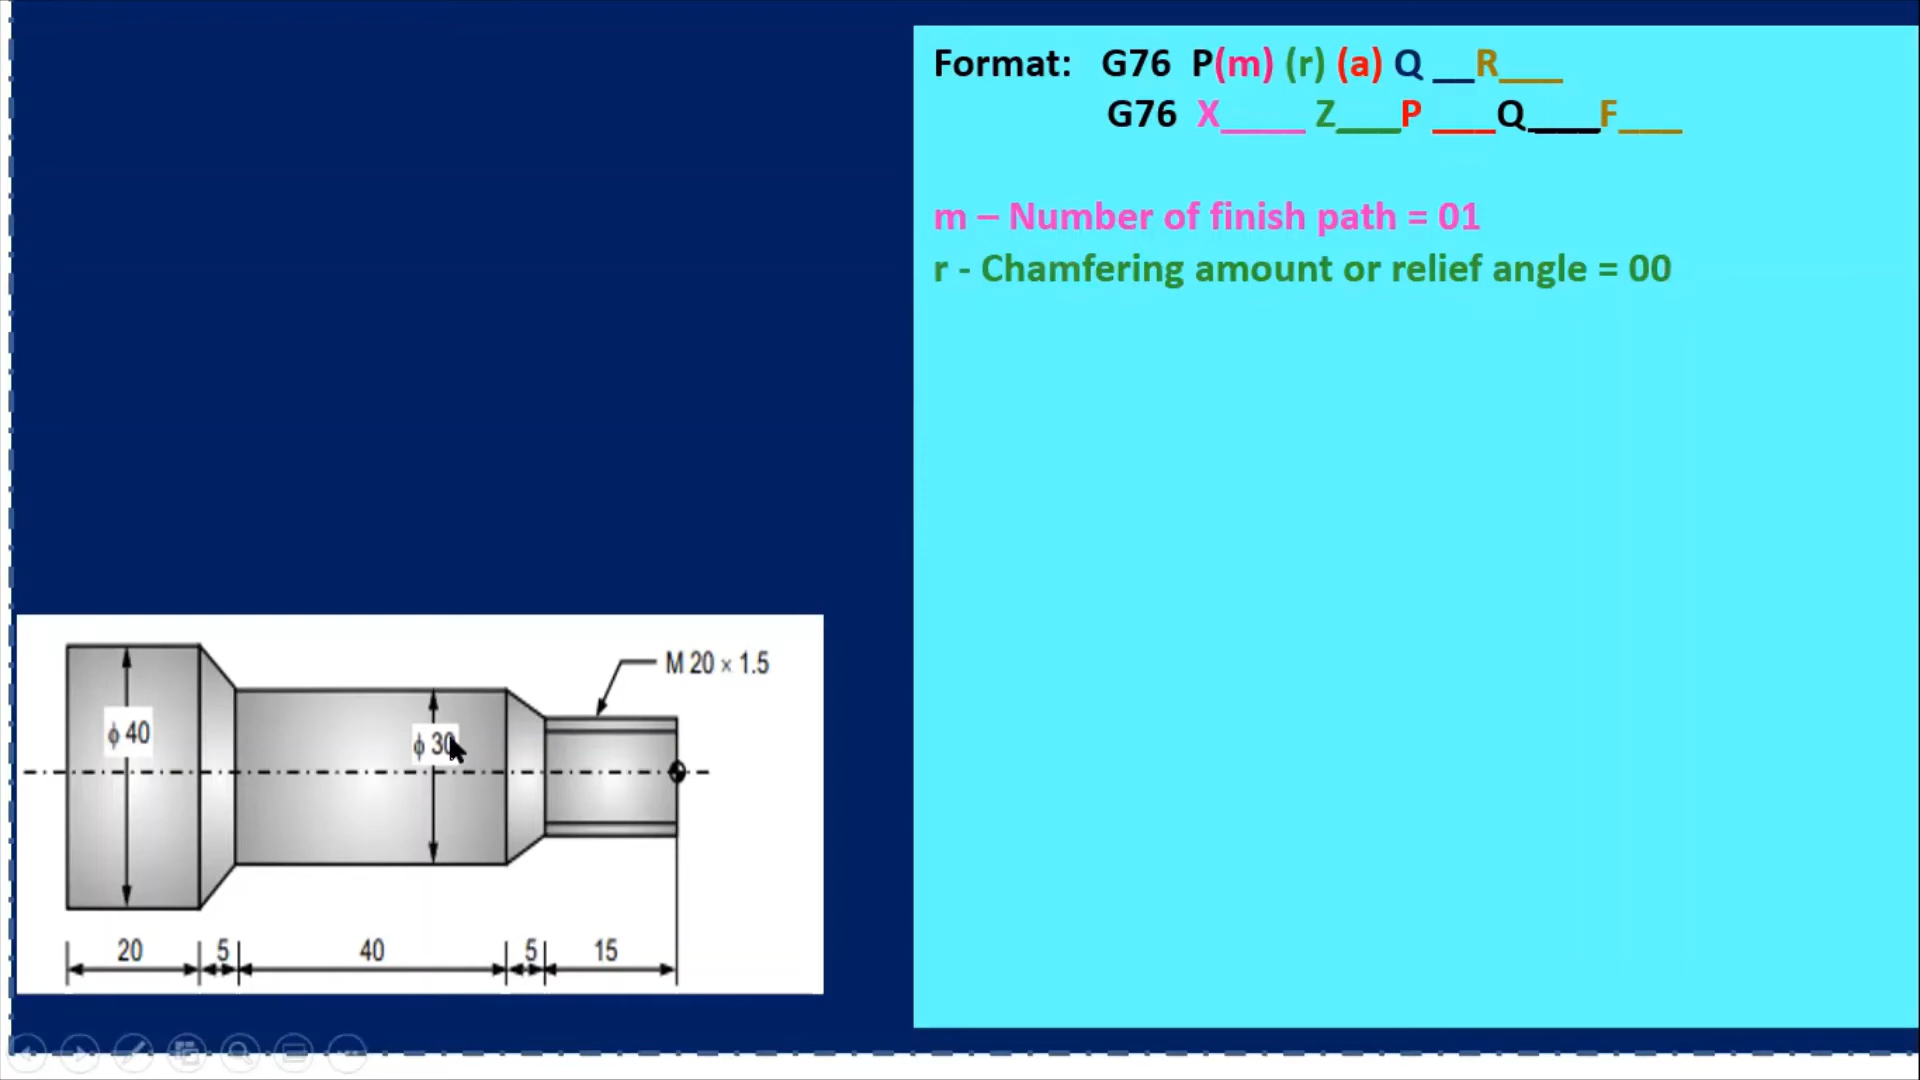 Format: G76 P(m) (r) (a) Q __R___
G76 X____ Z___P ___Q____F___
m – Number of finish path = 01
r - Chamfering amount or relief angle = 00
M 20 × 1.5
ϕ 40
ϕ 30
20 5 40 5 15